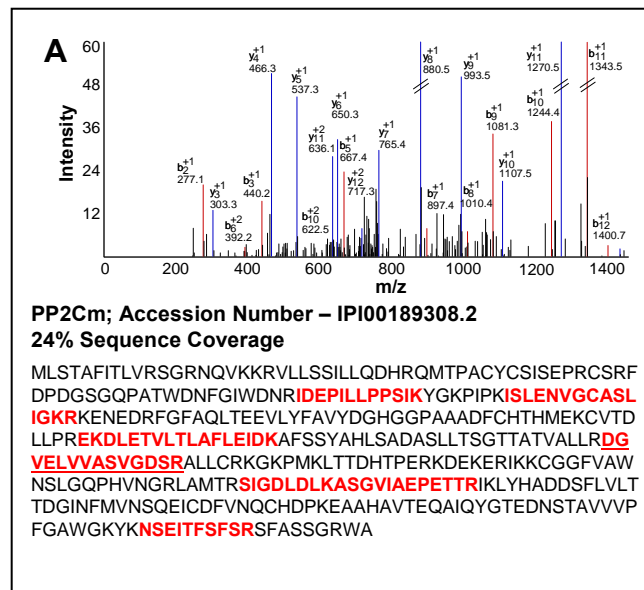 A
60
48
36
24
12
Intensity
200
400
600
800
1000
1200
1400
m/z
b2+1
277.1
y3+1
303.3
b6+2
392.2
b3+1
440.2
y4+1
466.3
y5+1
537.3
b10+2
622.5
y11+2
636.1
y6+1
650.3
b5+1
667.4
y12+2
717.3
y7+1
765.4
y8+1
880.5
b7+1
897.4
y9+1
993.5
b8+1
1010.4
b9+1
1081.3
y10+1
1107.5
b10+1
1244.4
y11+1
1270.5
b11+1
1343.5
b12+1
1400.7
PP2Cm; Accession Number – IPI00189308.2
24% Sequence Coverage
MLSTAFITLVRSGRNQVKKRVLLSSILLQDHRQMTPACYCSISEPRCSRF
DPDGSGQPATWDNFGIWDNRIDEPILLPPSIKYGKPIPKISLENVGCASL
IGKRKENEDRFGFAQLTEEVLYFAVYDGHGGPAAADFCHTHMEKCVTD
LLPREKDLETVLTLAFLEIDKAFSSYAHLSADASLLTSGTTATVALLRDG
VELVVASVGDSRALLCRKGKPMKLTTDHTPERKDEKERIKKCGGFVAW
NSLGQPHVNGRLAMTRSIGDLDLKASGVIAEPETTRIKLYHADDSFLVLT
TDGINFMVNSQEICDFVNQCHDPKEAAHAVTEQAIQYGTEDNSTAVVVP
FGAWGKYKNSEITFSFSRSFASSGRWA